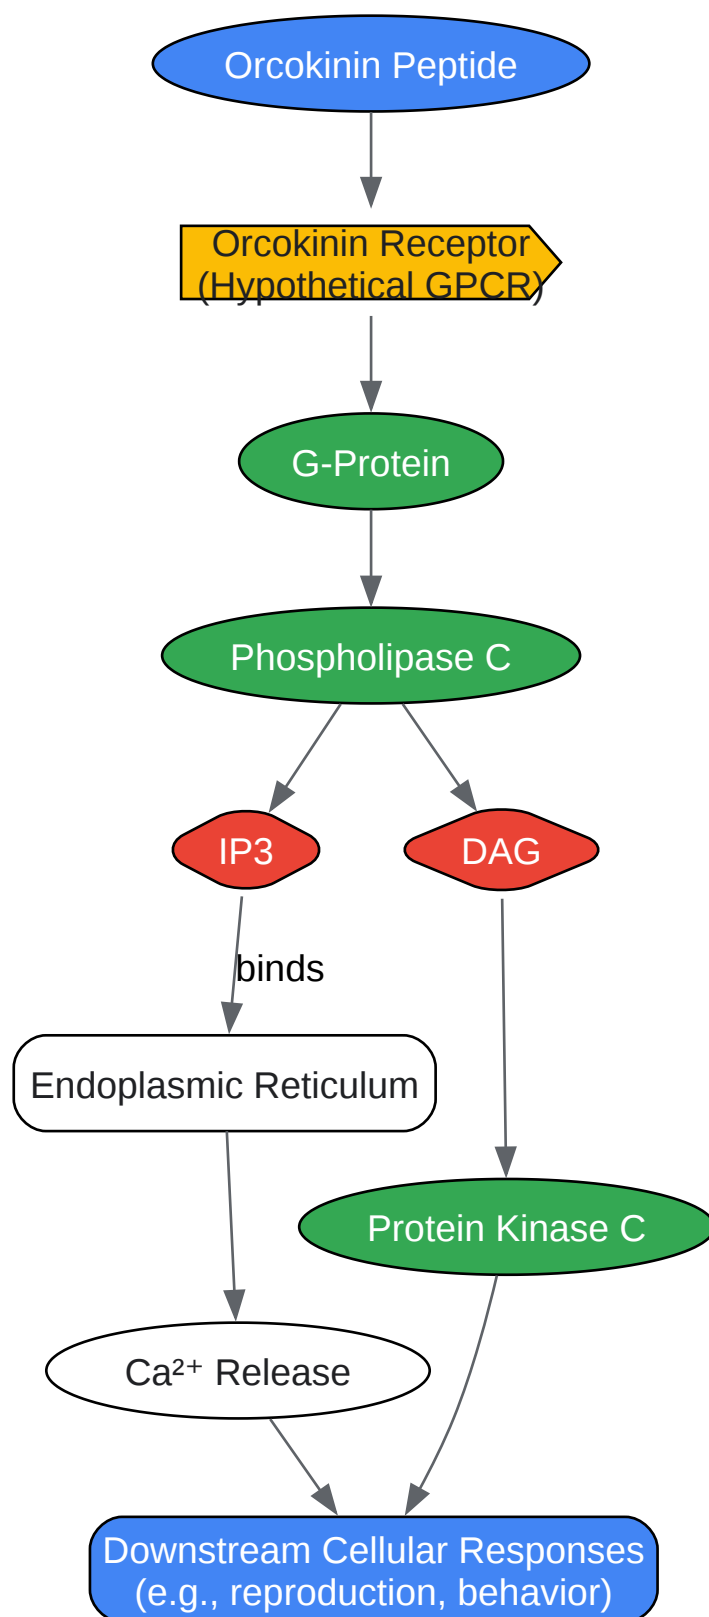 Orcokinin Peptide
Orcokinin Receptor
(Hypothetical GPCR)
G-Protein
Phospholipase C
IP3
DAG
binds
Endoplasmic Reticulum
Protein Kinase C
Ca²⁺ Release
Downstream Cellular Responses
(e.g., reproduction, behavior)